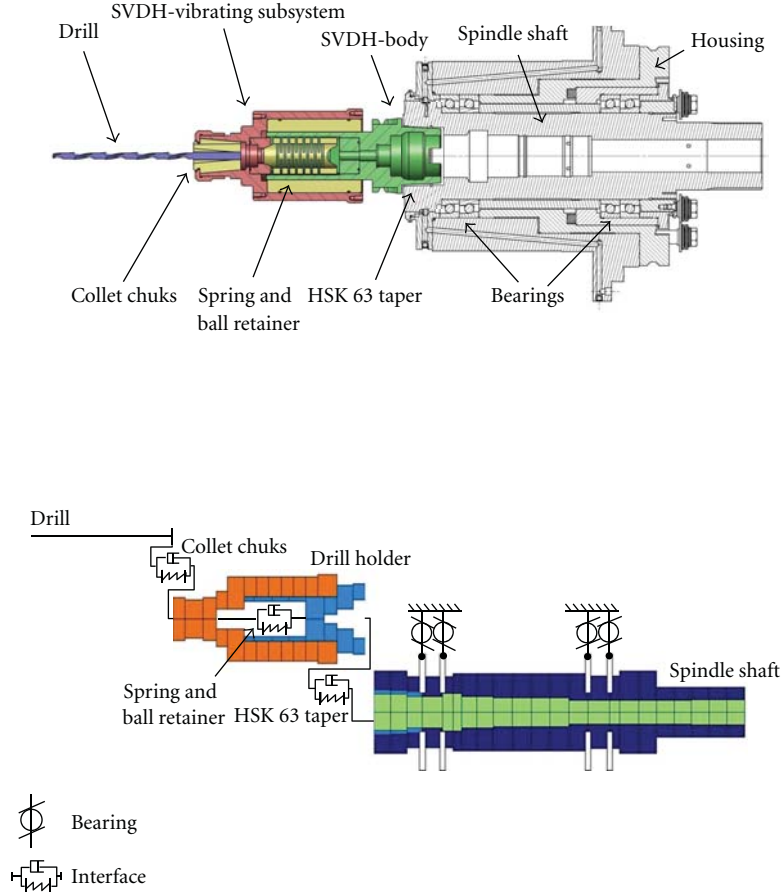 SVDH-vibrating subsystem
Drill
SVDH-body
Spindle shaft
Housing
Collet chuks
Spring and
ball retainer
HSK 63 taper
Bearings
Drill
Collet chuks
Drill holder
Spindle shaft
Spring and
ball retainer
HSK 63 taper
Bearing
Interface